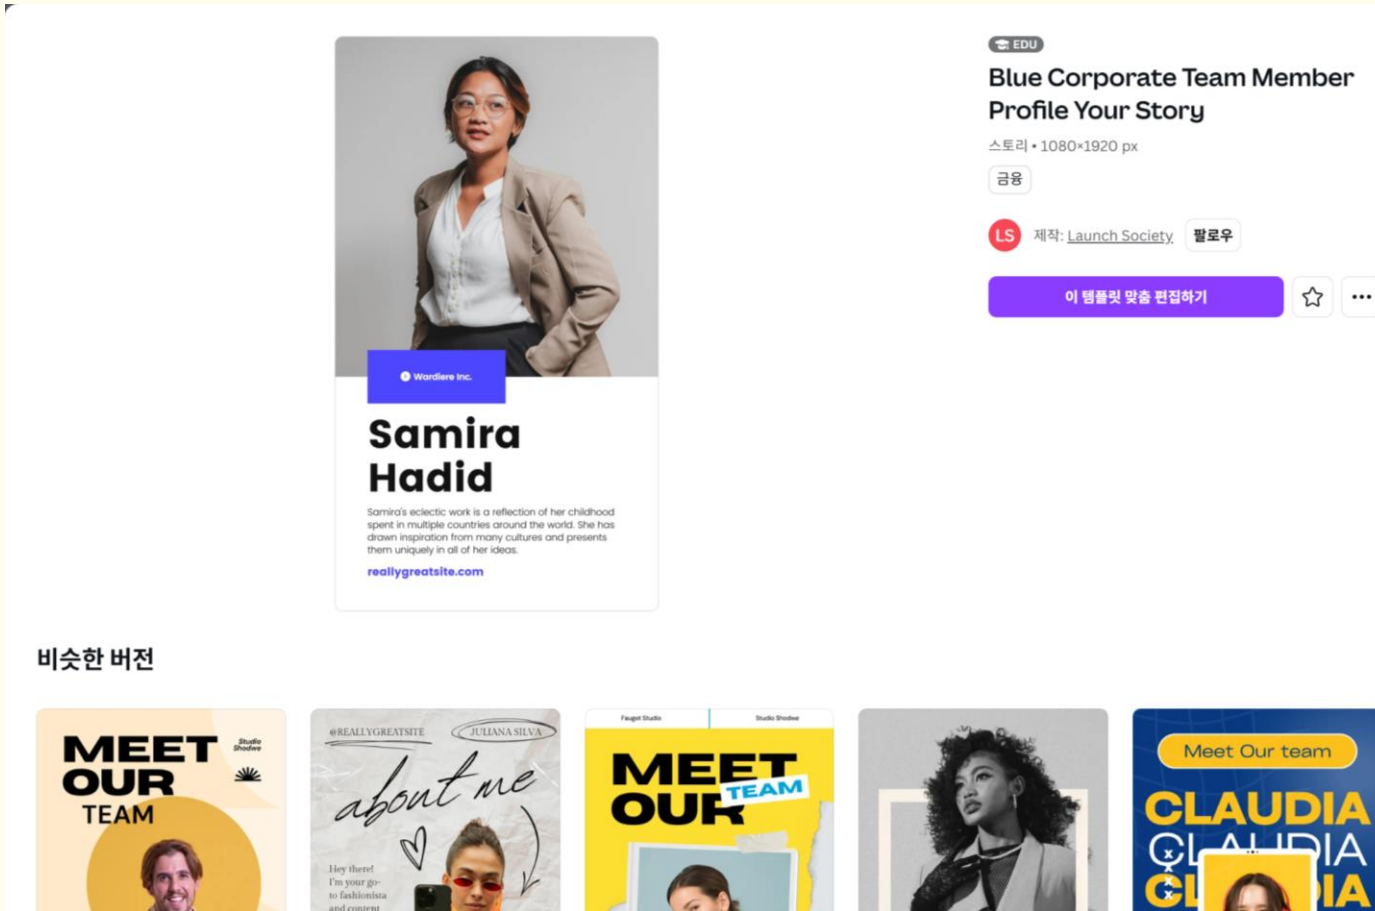 EDU
Blue Corporate Team Member
Profile Your Story
스토리 • 1080×1920 px
금융
LS 제작: Launch Society 팔로우
이 템플릿 맞춤 편집하기
Wardiere Inc.
Samira
Hadid
Samira's eclectic work is a reflection of her childhood
spent in multiple countries around the world. She has
drawn inspiration from many cultures and presents
them uniquely in all of her ideas.
reallygreatsite.com
비슷한 버전
MEET
OUR
TEAM
Studio
Shodwe
@REALLYGREATSITE
JULIANA SILVA
about me
Hey there!
I'm your go-
to fashionista
and content
Fauget Studio
Studio Shodwe
MEET
OUR
TEAM
Meet Our team
CLAUDIA
CLAUDIA